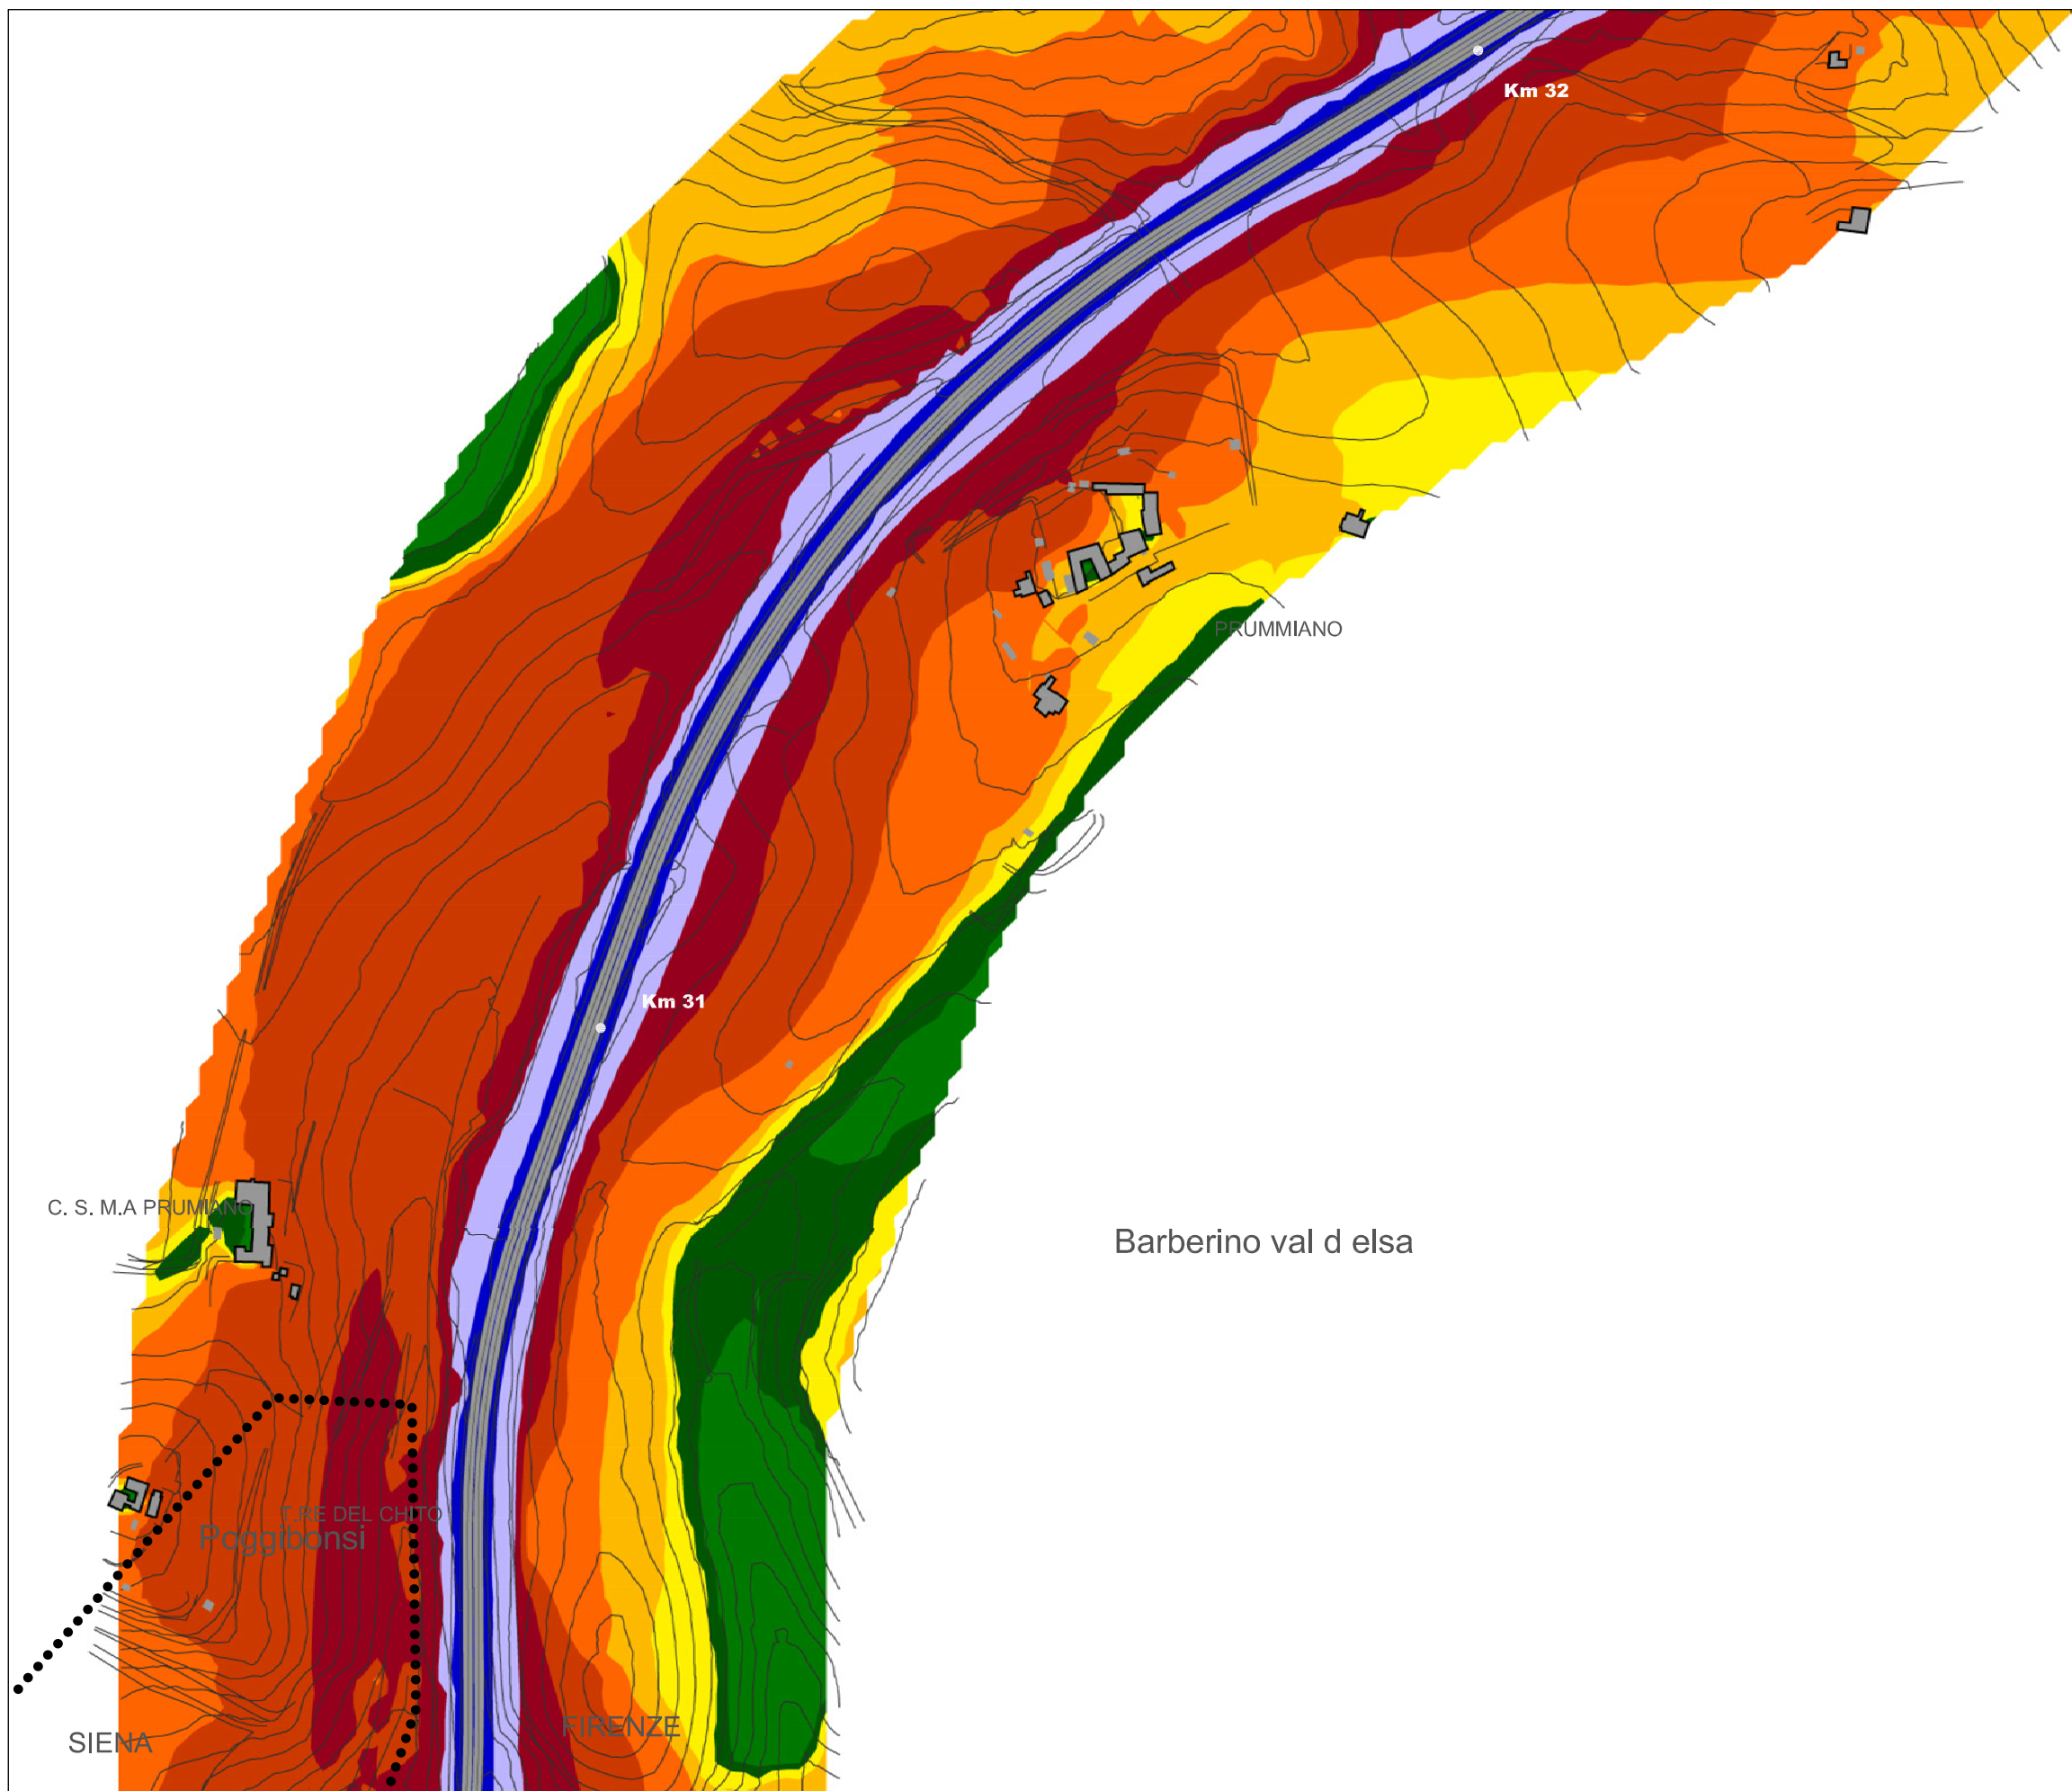 Km 32
PRUMMIANO
Km 31
C. S. M.A PRUMIANO
Barberino val d elsa
T.RE DEL CHITO
Poggibonsi
FIRENZE
SIENA